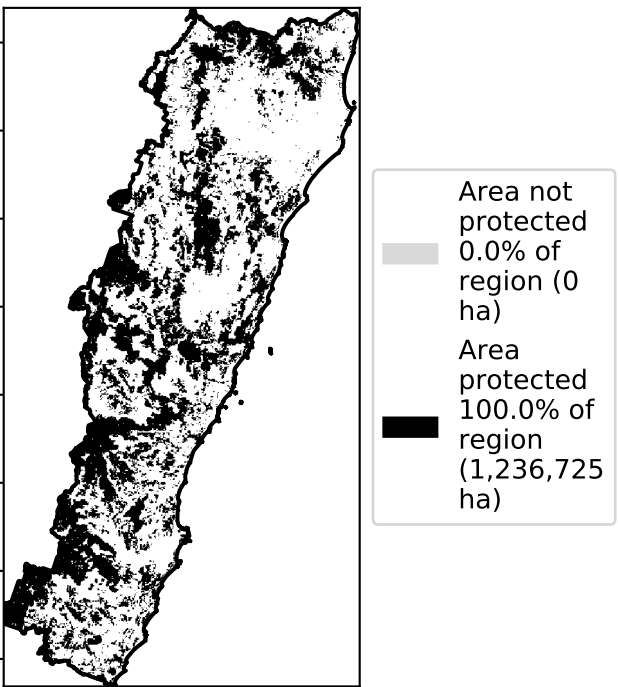 Area not
protected
0.0% of
region (0
ha)
Area
protected
100.0% of
region
(1,236,725
ha)